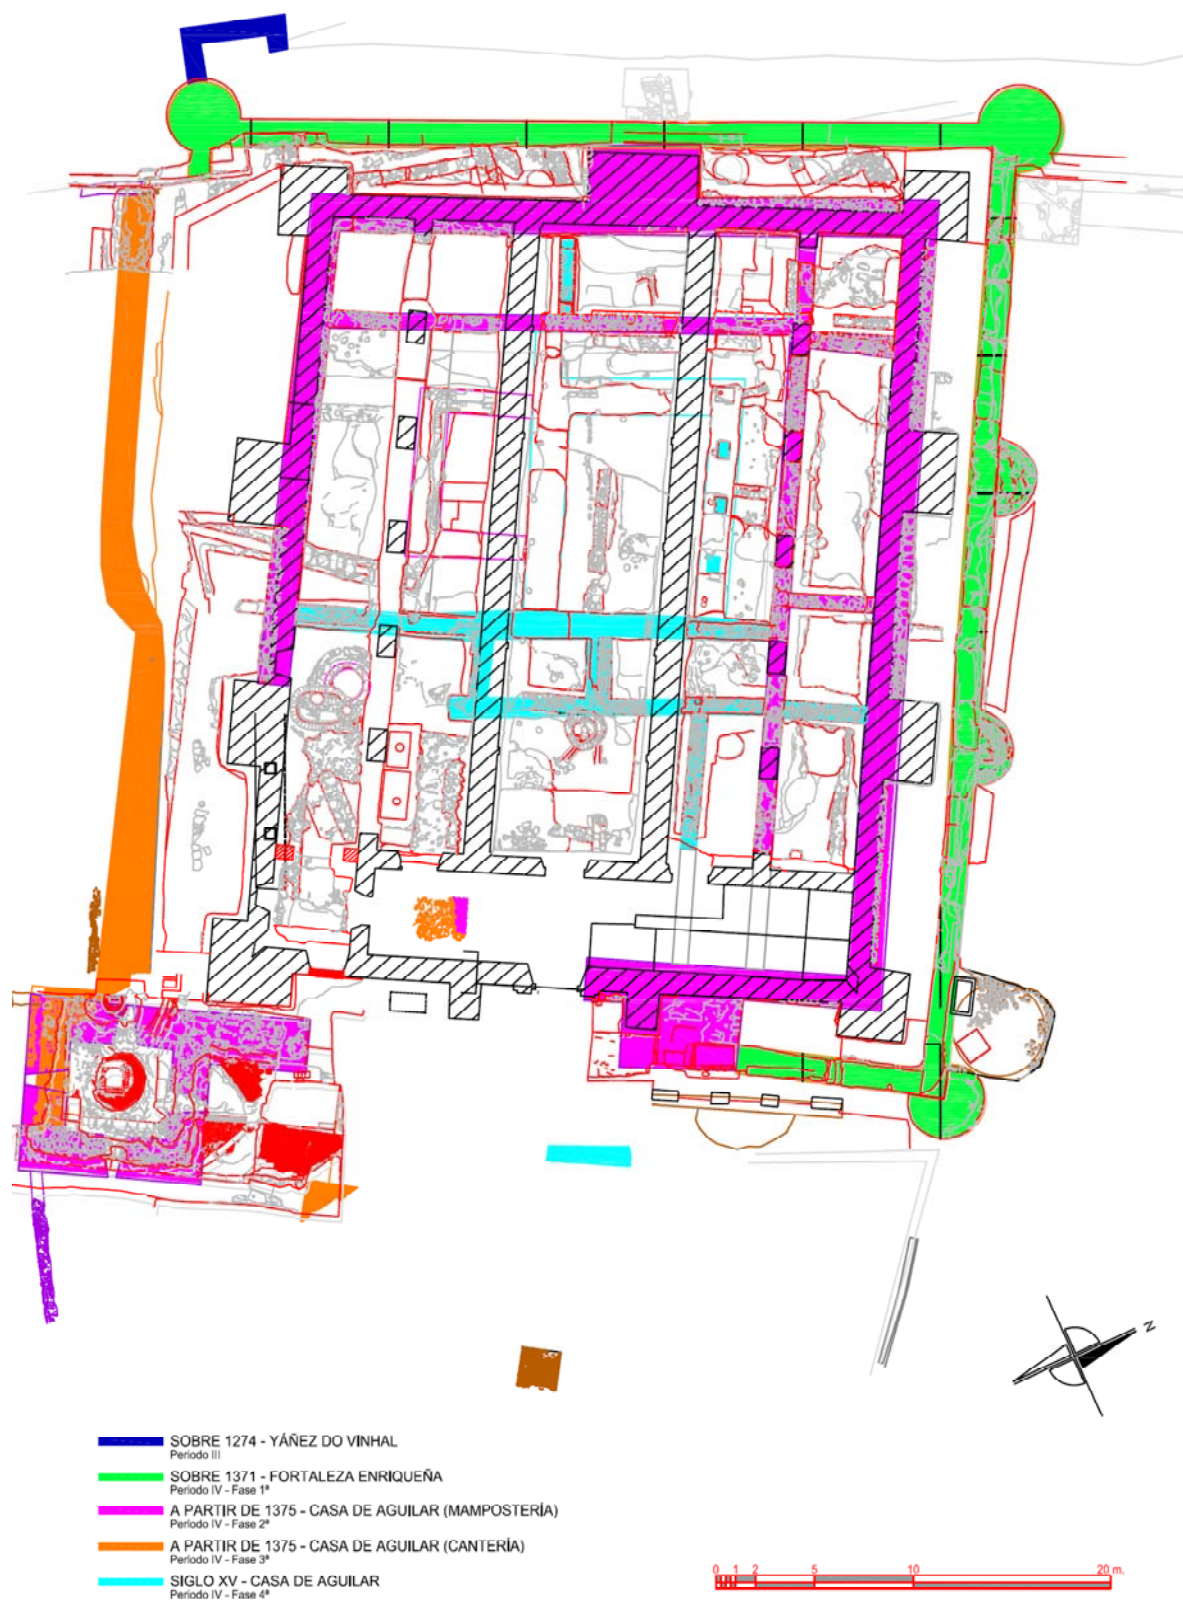 N
SOBRE 1274 - YÁÑEZ DO VINHAL
Periodo III
SOBRE 1371 - FORTALEZA ENRIQUEÑA
Periodo IV - Fase 1ª
A PARTIR DE 1375 - CASA DE AGUILAR (MAMPOSTERÍA)
Periodo IV - Fase 2ª
A PARTIR DE 1375 - CASA DE AGUILAR (CANTERÍA)
Periodo IV - Fase 3ª
SIGLO XV - CASA DE AGUILAR
Periodo IV - Fase 4ª
0 1 2 5 10 20 m.